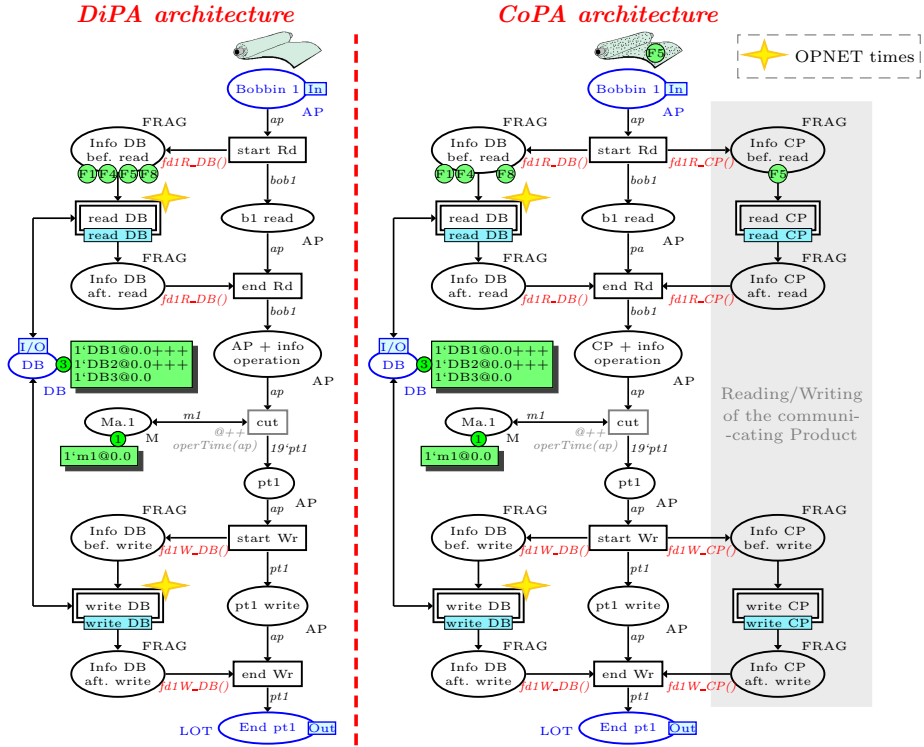 DiPA architecture
Bobbin 1
In
AP
ap
FRAG
Info DB
bef. read
start Rd
fd1R_DB()
F1
F4
F5
F8
bob1
read DB
read DB
b1 read
AP
ap
FRAG
Info DB
aft. read
end Rd
fd1R_DB()
bob1
I/O
DB
3
DB
1‘DB1@0.0+++
1‘DB2@0.0+++
1‘DB3@0.0
AP + info
operation
AP
ap
Ma.1
M
1
1‘m1@0.0
m1
cut
@++
operTime(ap)
19‘pt1
pt1
AP
ap
FRAG
Info DB
bef. write
start Wr
fd1W_DB()
pt1
write DB
write DB
pt1 write
AP
ap
FRAG
Info DB
aft. write
end Wr
fd1W_DB()
pt1
LOT
End pt1
Out
CoPA architecture
F5
OPNET times
Bobbin 1
In
AP
ap
FRAG
Info DB
bef. read
start Rd
fd1R_DB()
fd1R_CP()
FRAG
Info CP
bef. read
F1
F4
F8
F5
bob1
read DB
read DB
b1 read
AP
pa
read CP
read CP
FRAG
Info DB
aft. read
end Rd
fd1R_DB()
fd1R_CP()
FRAG
Info CP
aft. read
bob1
I/O
DB
3
DB
1‘DB1@0.0+++
1‘DB2@0.0+++
1‘DB3@0.0
CP + info
operation
AP
ap
Reading/Writing
of the communi-
-cating Product
Ma.1
M
1
1‘m1@0.0
m1
cut
@++
operTime(ap)
19‘pt1
pt1
AP
ap
FRAG
Info DB
bef. write
start Wr
fd1W_DB()
fd1W_CP()
FRAG
Info CP
bef. write
pt1
write DB
write DB
pt1 write
AP
ap
write CP
write CP
FRAG
Info DB
aft. write
end Wr
fd1W_DB()
fd1W_CP()
FRAG
Info CP
aft. write
pt1
LOT
End pt1
Out